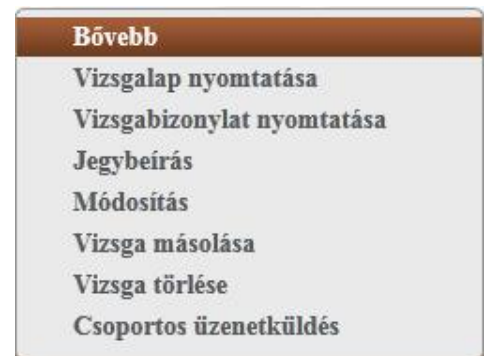 Bővebb
Vizsgalap nyomtatása
Vizsgabizonylat nyomtatása
Jegybeírás
Módosítás
Vizsga másolása
Vizsga törlése
Csoportos üzenetküldés